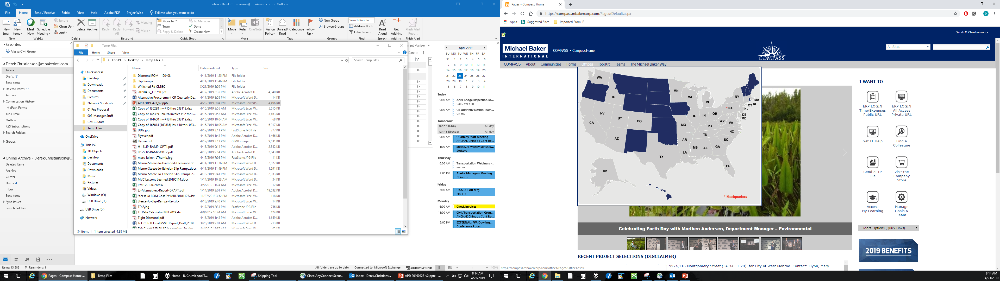 Inbox - Derek.Christianson@mbakerintl.com - Outlook
File Home Send / Receive Folder View Help Adobe PDF ProjectWise Tell me what you want to do
New Email
New Items
New
Meet Now
Schedule Meeting
WebEx
Ignore
Clean Up
Junk
Delete
Archive
Delete
Reply
Reply All
Forward
Meeting
More
Respond
Move to: ?
Team
Reply & Delete
To Manager
Done
Create New
Quick Steps
Move
Rules
OneNote
Move
Assign Policy
Unread/ Read
Categorize
Follow Up
Tags
New Group
Browse Groups
Groups
Search People
Address Book
Filter Email
Find
Read Aloud
Speech
Get Add-ins
Add-ins
Phish Alert Report
Phish Alert
Favorites
Alaska Civil Group
Derek.Christianson@mbakerintl.com
Inbox
Drafts [8]
Sent Items
Deleted Items 11
Archive
Conversation History
InfoPath Forms
Junk Email
Outbox
RSS Subscriptions
Search Folders
Groups
Online Archive - Derek.Christianson@...
Deleted Items
Archive
Clutter
Drafts 4
Inbox
Sent Items
Sync Issues
Search Folders
Temp Files
File Home Share View
This PC Desktop Temp Files
Search Temp Files
Quick access
Desktop
Downloads
Documents
Pictures
Network Shortcuts
01 Fee Proposal
002-Manager Stuff
CMGC Stuff
Temp Files
OneDrive
This PC
3D Objects
Desktop
Documents
Downloads
Music
Pictures
Videos
Windows (C:)
USB Drive (D:)
USB Drive (D:)
Network
Name Date modified Type Size
Diamond ROM - 190408 4/11/2019 11:25 PM File folder
Slip Ramps 4/11/2019 11:46 PM File folder
Whitshed Rd CMGC 3/21/2019 3:59 PM File folder
20190417_113750.pdf 4/17/2019 2:35 PM Adobe Acrobat D... 4,940 KB
Alternative Procurement CR Quarterly De... 4/17/2019 8:53 PM Microsoft Word D... 14 KB
APD 20190423_v2.pptx 4/22/2019 2:04 PM Microsoft PowerP... 4,496 KB
Copy of 135298 Inv #15 thru 033119.xlsx 4/16/2019 9:55 AM Microsoft Excel W... 5,615 KB
Copy of 146339-150076 Invoice #32 thru ... 4/16/2019 9:57 AM Microsoft Excel W... 3,463 KB
Copy of 161650 Inv #13 thru 033119.xlsx 4/16/2019 10:04 AM Microsoft Excel W... 68 KB
Copy of 166814 (162885) Inv #18 thru 033... 4/16/2019 10:05 AM Microsoft Excel W... 6,917 KB
DDI2.jpg 4/17/2019 3:11 PM FastStone JPG File 777 KB
Flyover.pdf 4/16/2019 1:43 PM Adobe Acrobat D... 1,466 KB
Flyover.xcf 4/17/2019 3:13 PM GIMP image 9,531 KB
H1-SLIP-RAMP-OPT1.pdf 4/18/2019 9:14 PM Adobe Acrobat D... 2,842 KB
H1-SLIP-RAMP-OPT2.pdf 4/18/2019 9:14 PM Adobe Acrobat D... 2,843 KB
marc_luiken_LThumb.jpg 4/17/2019 7:08 PM FastStone JPG File 11 KB
Memo-Steese-Jo-Diamond-Clearance.do... 4/11/2019 11:36 PM Microsoft Word D... 2,877 KB
Memo-Steese-Jo-Echelon Slip Ramps.docx 4/11/2019 11:49 PM Microsoft Word D... 1,291 KB
Memo-Steese-Jo-Echelon-Slip-Ramps-2... 4/18/2019 9:41 PM Microsoft Word D... 2,033 KB
MVC Lessons Learned 20190114.docx 1/14/2019 10:53 AM Microsoft Word D... 34 KB
PMP 20190228.xlsx 3/5/2019 11:24 AM Microsoft Excel W... 12 KB
SJ-Alternatives-Report-DRAFT.pdf 1/14/2019 3:01 PM Adobe Acrobat D... 19,532 KB
Steese Jo ROM Cost Est MBI 20181127.xlsx 11/27/2018 3:52 PM Microsoft Excel W... 118 KB
Steese-Jo-Slip-Ramps-Rev.xlsx 4/18/2019 9:40 PM Microsoft Excel W... 14 KB
TDI2.jpg 4/17/2019 2:34 PM FastStone JPG File 746 KB
TE Rate Calculator MBI 2019.xlsx 4/9/2019 10:44 AM Microsoft Excel W... 124 KB
Tight Diamond.pdf 4/16/2019 1:43 PM Adobe Acrobat D... 1,659 KB
Tok Cutoff Final PS&E Report_Draft_2019... 3/26/2019 9:01 AM Microsoft Word D... 213 KB
34 items 1 item selected 4.38 MB
rrent Mailbox
Date
April 2019
SU MO TU WE TH FR SA
31 1 2 3 4 5 6
7 8 9 10 11 12 13
14 15 16 17 18 19 20
21 22 23 24 25 26 27
28 29 30 1 2 3 4
5 6 7 8 9 10 11
Today
9:00 AM April Bridge Inspection M...
Call / Web-in
9:00 AM CR Quarterly Design Team...
CR HQ
Tomorrow
Karin's B-Day All day
Karin's Birthday All day
9:00 AM Quarterly Staff Meeting
ANCHAK Chinook Conf Ro...
11:00 AM Steese/Jo weekly status u...
Sockeye
Thursday
8:00 AM Transportation Webinars -...
webex
2:00 PM Alaska Managers Meeting
Chinook
Friday
7:00 AM UAA COEAB Mtg
EIB 413
Monday
6:00 AM Check Invoices
11:00 AM Civil/Transportation Grou...
ANCHAK Chinook Conf Ro...
2:00 PM EXTERNAL: FW: Dowling...
Conference Room
Items: 13,386 Reminders: 1 All folders are up to date. Connected to: Microsoft Exchange Display Settings 100%
Pages - Compass Home ... Temp Files Home - R. Crumb And T... Snipping Tool Cisco AnyConnect Secur... Inbox - Derek.Christians... APD 20190423_v2.pptx - ... 8:14 AM
4/23/2019
Pages - Compass Home
https://compass.mbakercorp.com/Pages/Default.aspx
Apps Suggested Sites Imported From IE
Derek M Christianson
Michael Baker
INTERNATIONAL
COMPASS Compass Home
COMPASS
All Sites
COMPASS About Communities Forms Offices Tool Kit Teams The Michael Baker Way
WA
MN
WI
MI
NY
MA
ID
CT RI
PA
NJ
NV
UT
CO
IL
IN
OH
DE
MD
WV
VA
CA
MO
KY
NC
TN
AZ
AR
SC
MS
AL
GA
LA
TX
FL
AK
* Headquarters
I WANT TO
ERP LOGIN
Time/Expenses
Public URL
ERP LOGIN
All Access
Private URL
Get IT Help
Find a
Colleague
Send eFTP
File
Visit the
Company
Store
Access
My Learning
Manage
Goals &
Team
--More Options (Quick Links)--
2019 BENEFITS
Celebrating Earth Day with Mariben Andersen, Department Manager – Environmental
RECENT PROJECT SELECTIONS (DISCLAIMER)
$274,116 Montgomery Street (LA 34 - I-20) for City of West Monroe. Contact: Flynn, Mary
https://compass.mbakercorp.com/offices/Pages/Offices.aspx
8:14 AM
4/23/2019